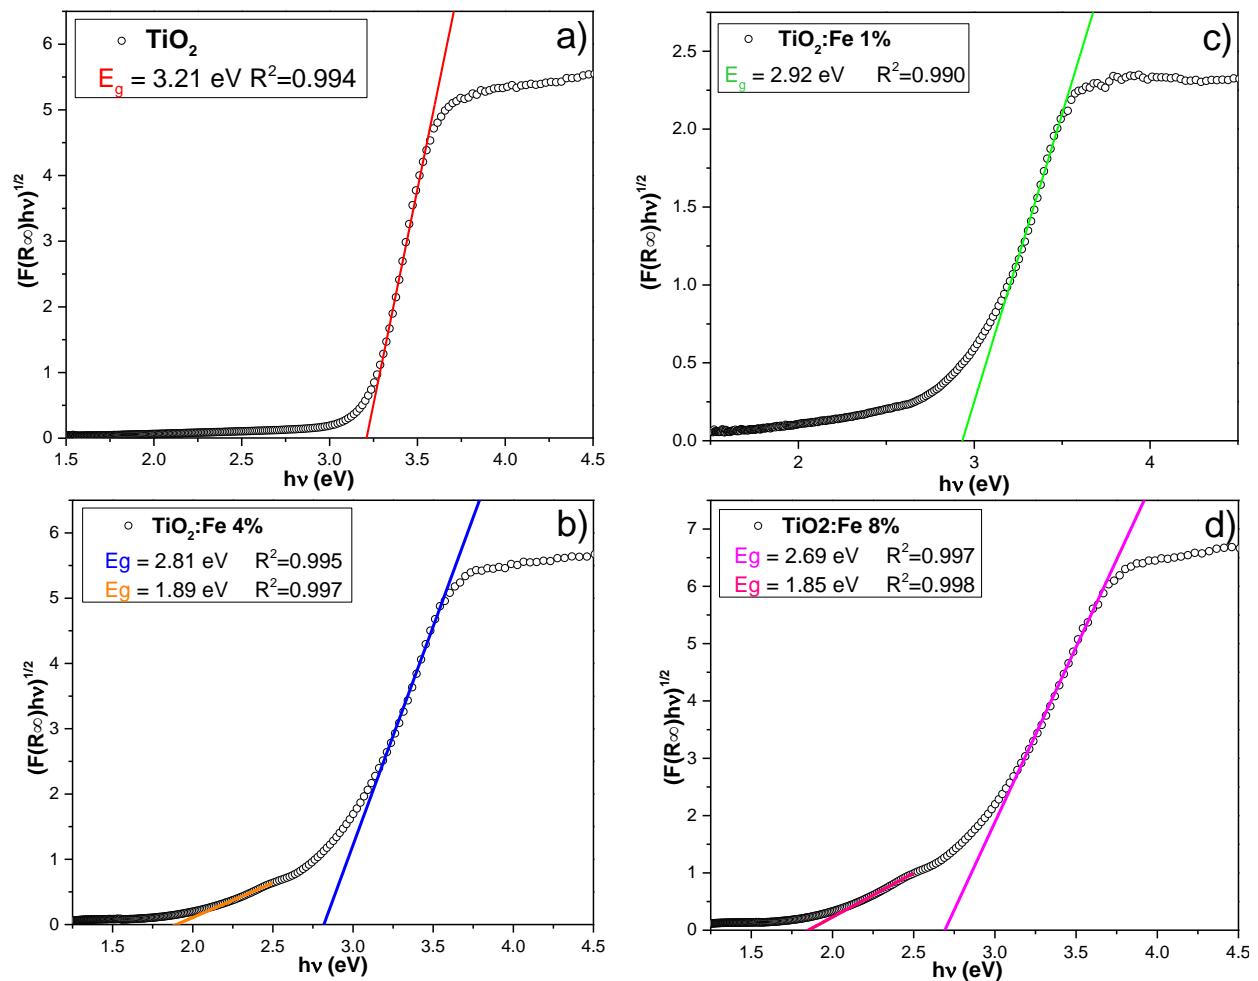 a)
TiO2
Eg = 3.21 eV R2=0.994
(F(R∞)hν)1/2
6
5
4
3
2
1
0
1.5 2.0 2.5 3.0 3.5 4.0 4.5
hν (eV)
c)
TiO2:Fe 1%
Eg = 2.92 eV R2=0.990
(F(R∞)hν)1/2
2.5
2.0
1.5
1.0
0.5
0.0
2 3 4
hν (eV)
b)
TiO2:Fe 4%
Eg = 2.81 eV R2=0.995
Eg = 1.89 eV R2=0.997
(F(R∞)hν)1/2
6
5
4
3
2
1
0
1.5 2.0 2.5 3.0 3.5 4.0 4.5
hν (eV)
d)
TiO2:Fe 8%
Eg = 2.69 eV R2=0.997
Eg = 1.85 eV R2=0.998
(F(R∞)hν)1/2
7
6
5
4
3
2
1
0
1.5 2.0 2.5 3.0 3.5 4.0 4.5
hν (eV)